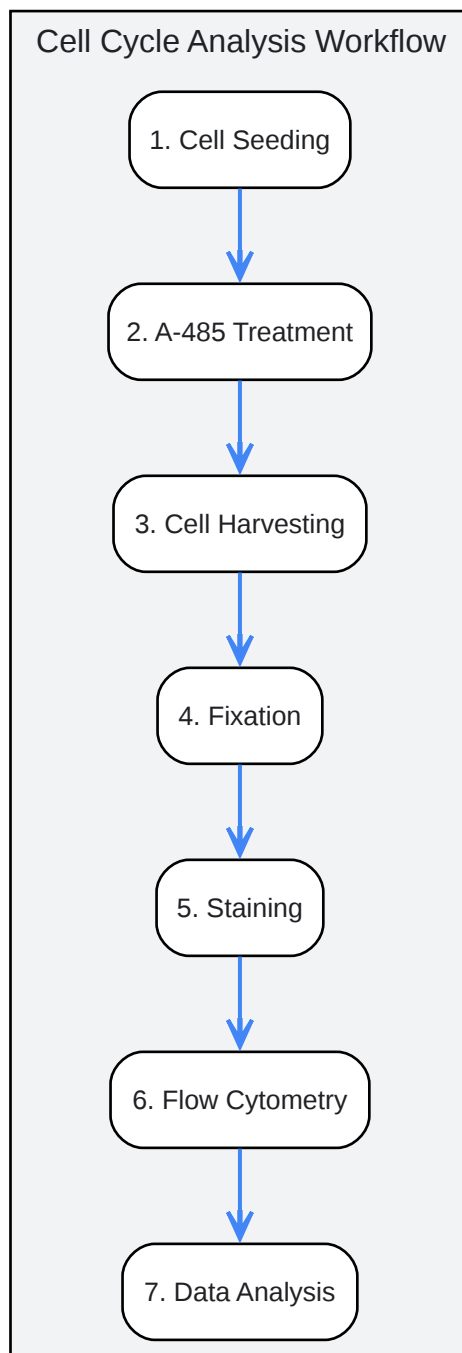 Cell Cycle Analysis Workflow
1. Cell Seeding
2. A-485 Treatment
3. Cell Harvesting
4. Fixation
5. Staining
6. Flow Cytometry
7. Data Analysis